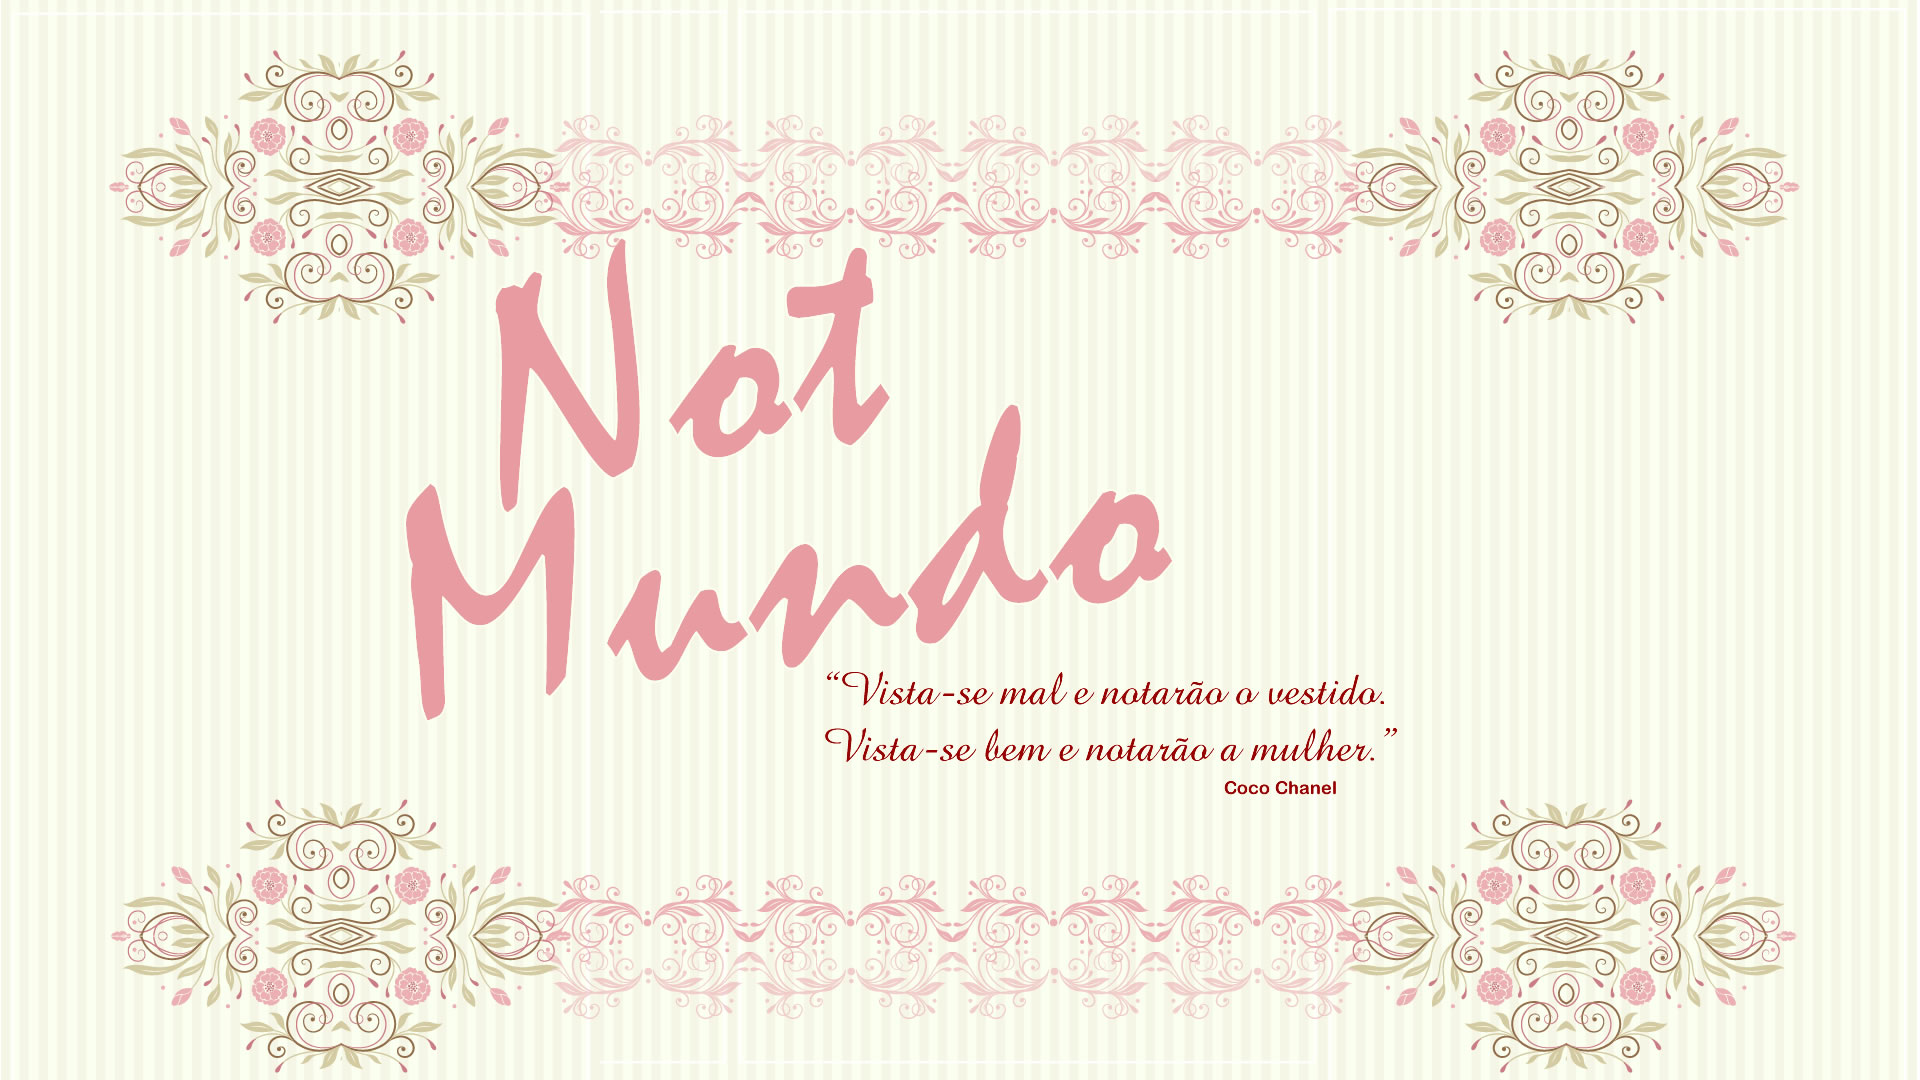 Not
Mundo
“Vista-se mal e notarão o vestido.
Vista-se bem e notarão a mulher.”
Coco Chanel